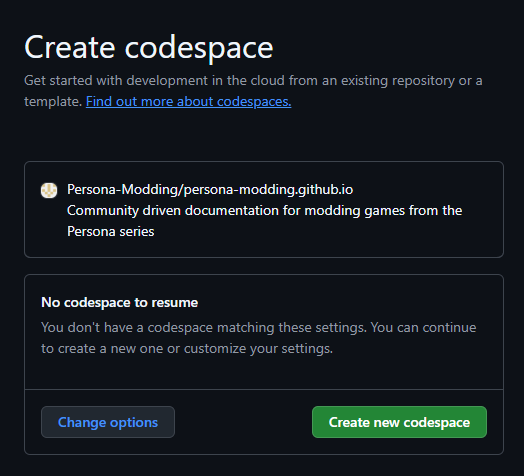 Create codespace
Get started with development in the cloud from an existing repository or a
template. Find out more about codespaces.
Persona-Modding/persona-modding.github.io
Community driven documentation for modding games from the
Persona series
No codespace to resume
You don't have a codespace matching these settings. You can continue
to create a new one or customize your settings.
Change options
Create new codespace